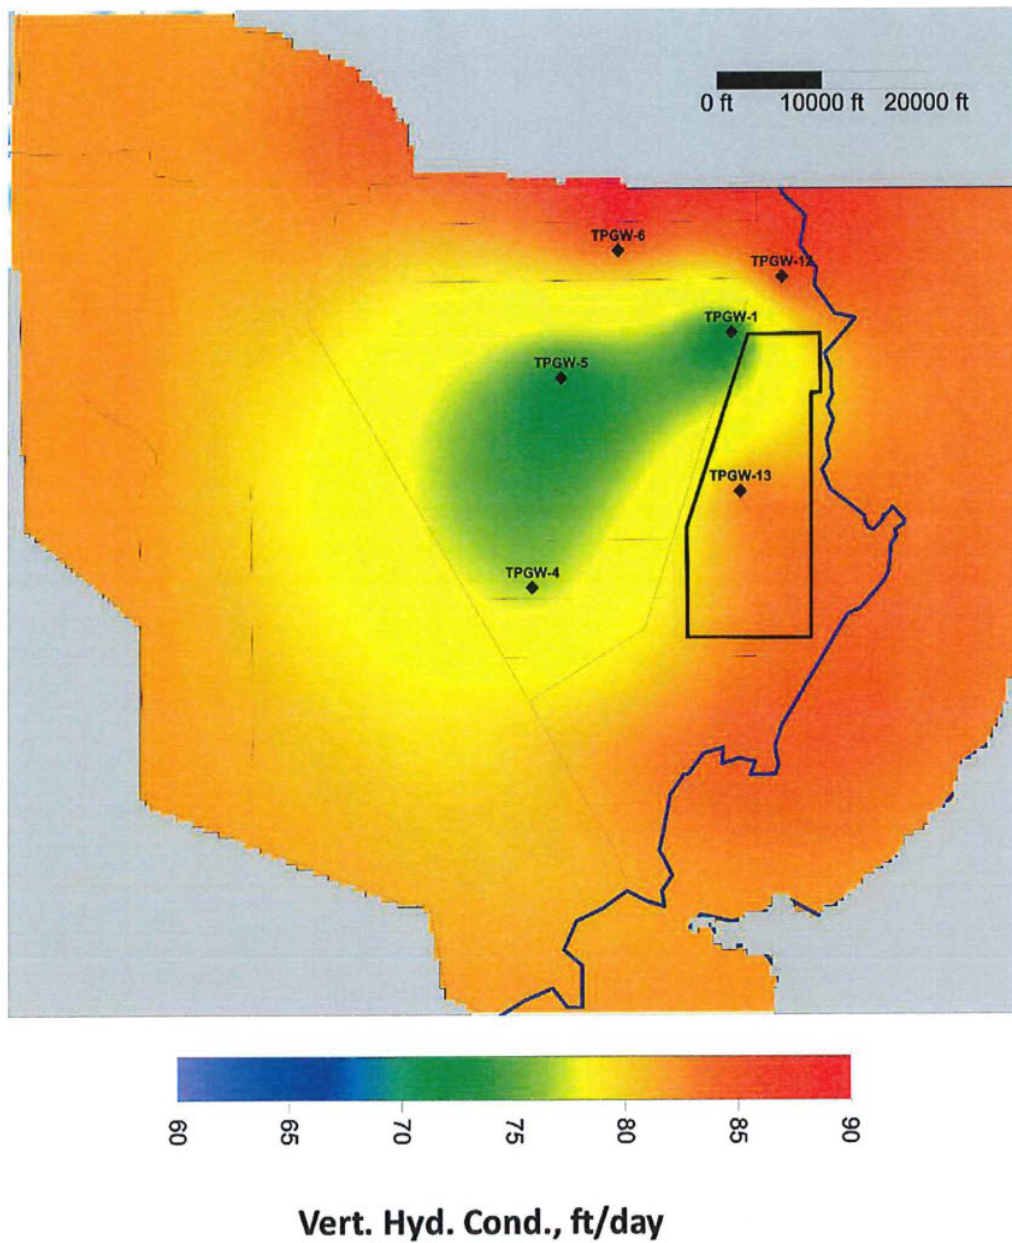 0 ft 10000 ft 20000 ft
TPGW-6
TPGW-12
TPGW-1
TPGW-5
TPGW-13
TPGW-4
60 65 70 75 80 85 90
Vert. Hyd. Cond., ft/day